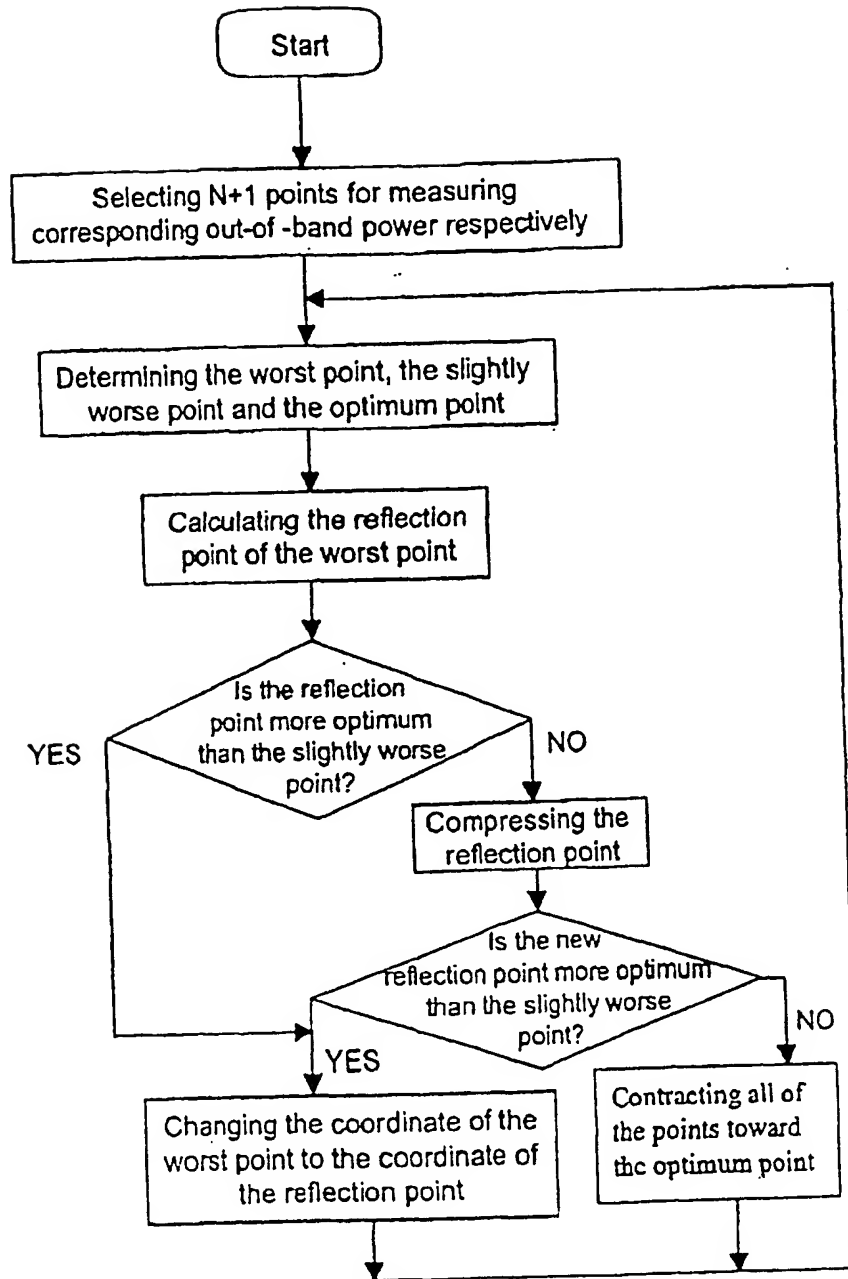 Start
Selecting N+1 points for measuring
corresponding out-of -band power respectively
Determining the worst point, the slightly
worse point and the optimum point
Calculating the reflection
point of the worst point
Is the reflection
point more optimum
than the slightly worse
point?
YES
NO
Compressing the
reflection point
Is the new
reflection point more optimum
than the slightly worse
point?
NO
YES
Changing the coordinate of the
worst point to the coordinate of
the reflection point
Contracting all of
the points toward
the optimum point